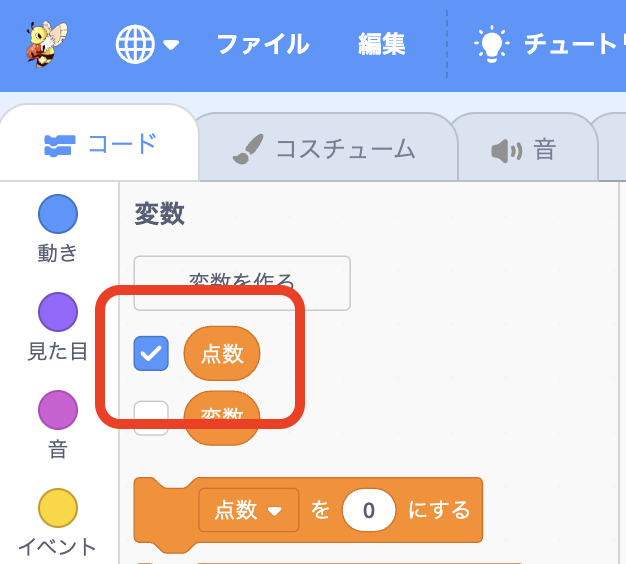 ファイル 編集 チュート
コード コスチューム 音
動き
見た目
音
イベント
変数
変数を作る
点数
変数
点数 を 0 にする